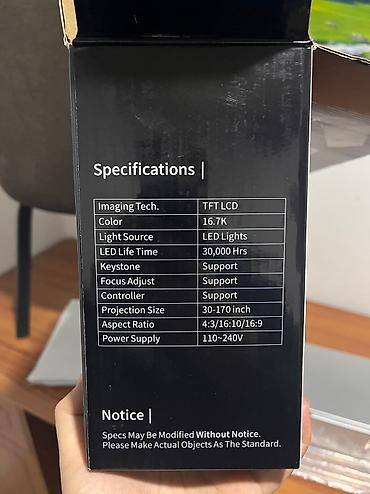 Specifications |
Imaging Tech. TFT LCD
Color 16.7K
Light Source LED Lights
LED Life Time 30,000 Hrs
Keystone Support
Focus Adjust Support
Controller Support
Projection Size 30-170 inch
Aspect Ratio 4:3/16:10/16:9
Power Supply 110~240V
Notice |
Specs May Be Modified Without Notice.
Please Make Actual Objects As The Standard.